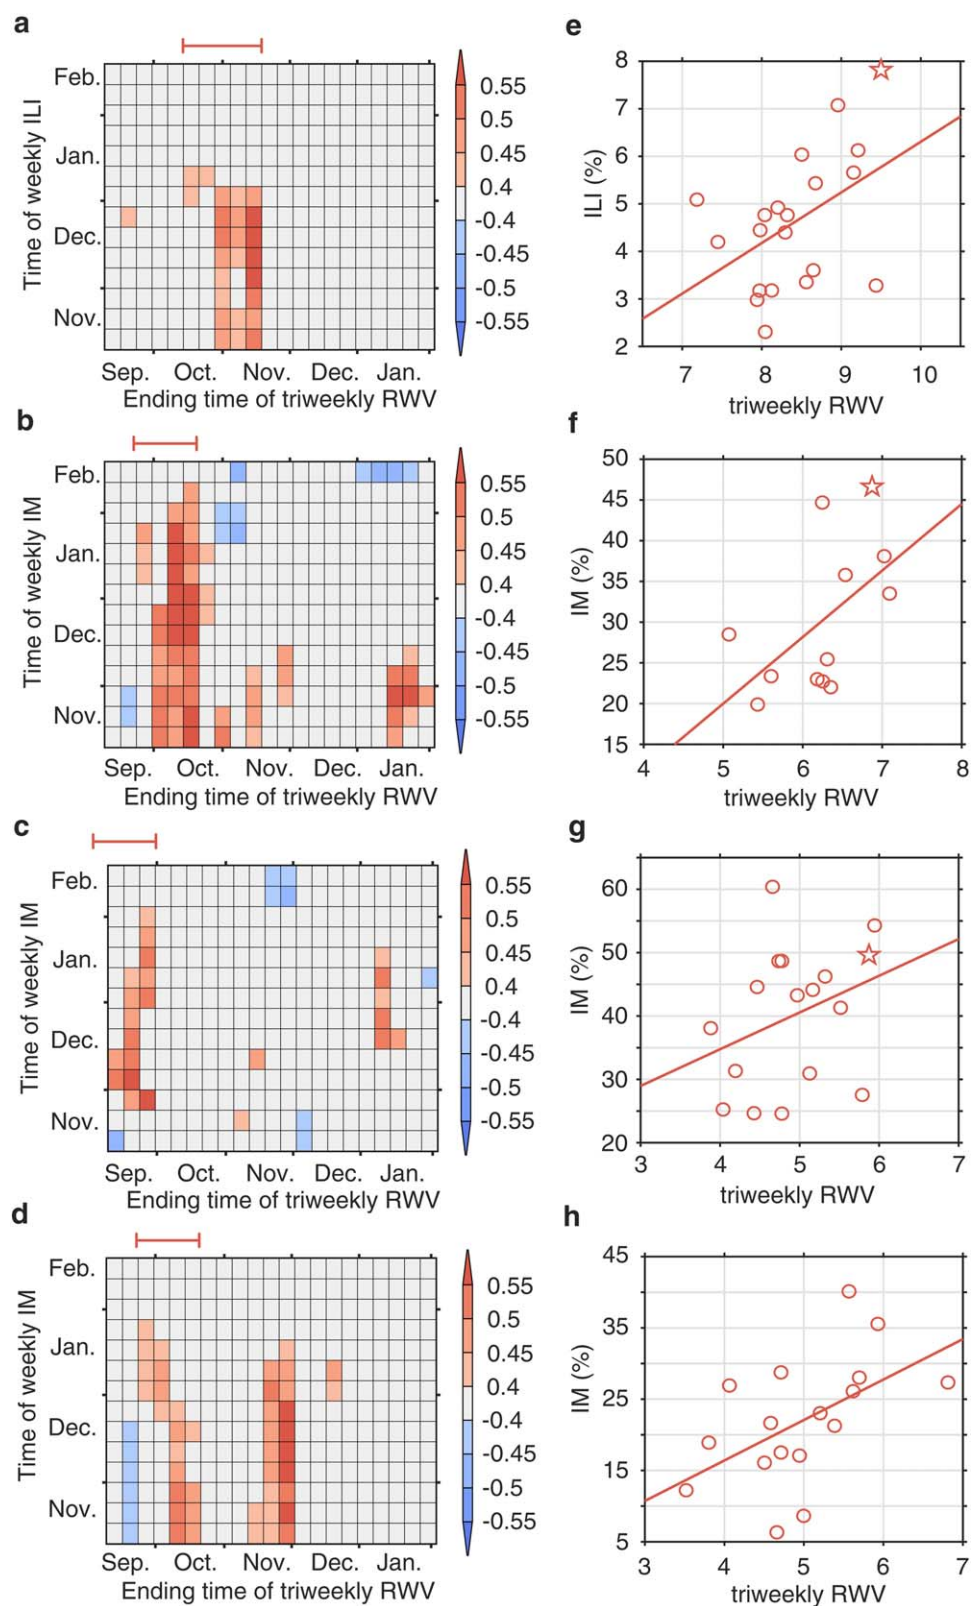 a
Feb.
Jan.
Dec.
Nov.
Time of weekly ILI
Sep. Oct. Nov. Dec. Jan.
Ending time of triweekly RWV
0.55
0.5
0.45
0.4
-0.4
-0.45
-0.5
-0.55
e
8
7
6
5
4
3
2
ILI (%)
7 8 9 10
triweekly RWV
b
Feb.
Jan.
Dec.
Nov.
Time of weekly IM
Sep. Oct. Nov. Dec. Jan.
Ending time of triweekly RWV
0.55
0.5
0.45
0.4
-0.4
-0.45
-0.5
-0.55
f
50
45
40
35
30
25
20
15
IM (%)
4 5 6 7 8
triweekly RWV
c
Feb.
Jan.
Dec.
Nov.
Time of weekly IM
Sep. Oct. Nov. Dec. Jan.
Ending time of triweekly RWV
0.55
0.5
0.45
0.4
-0.4
-0.45
-0.5
-0.55
g
60
50
40
30
20
IM (%)
3 4 5 6 7
triweekly RWV
d
Feb.
Jan.
Dec.
Nov.
Time of weekly IM
Sep. Oct. Nov. Dec. Jan.
Ending time of triweekly RWV
0.55
0.5
0.45
0.4
-0.4
-0.45
-0.5
-0.55
h
45
35
25
15
5
IM (%)
3 4 5 6 7
triweekly RWV